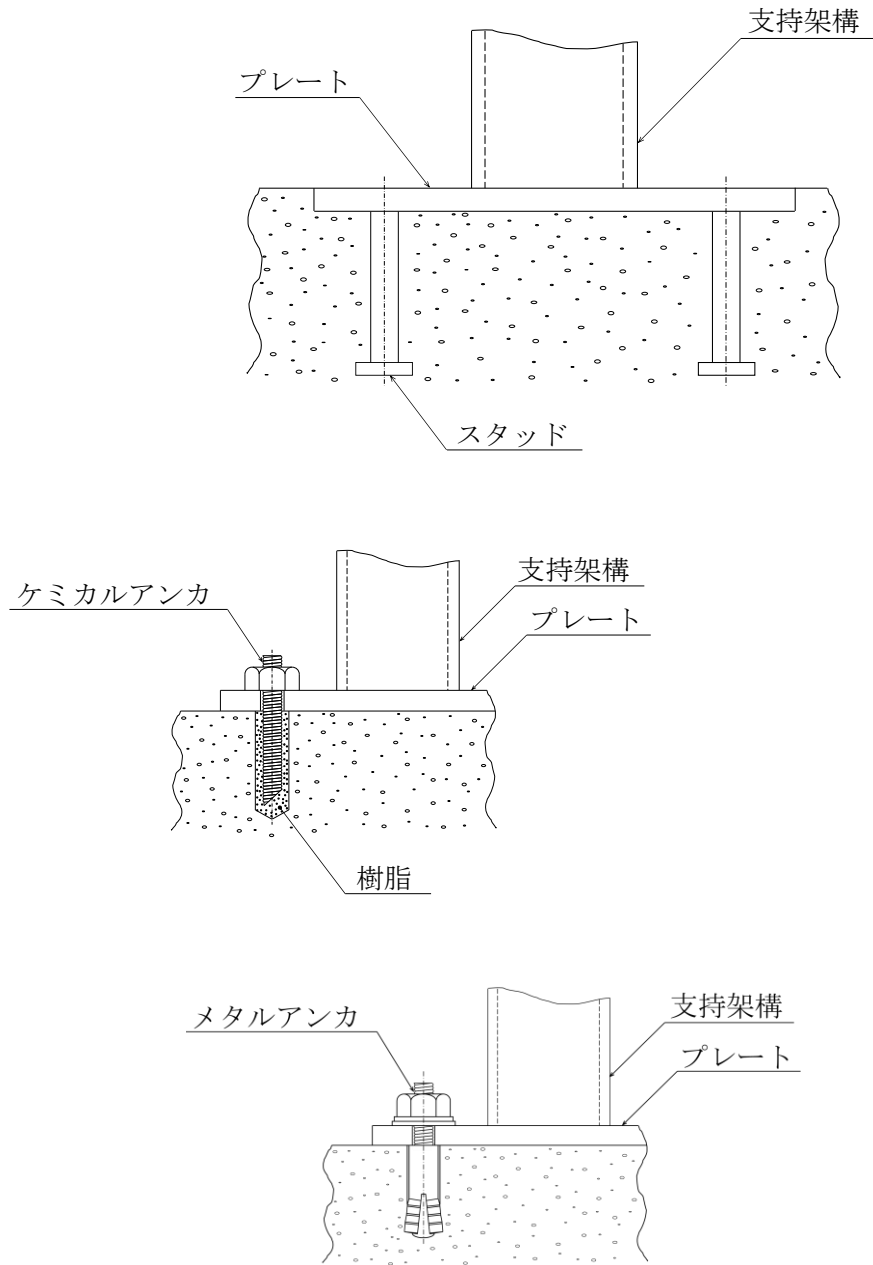 支持架構
プレート
スタッド
ケミカルアンカ
支持架構
プレート
樹脂
メタルアンカ
支持架構
プレート